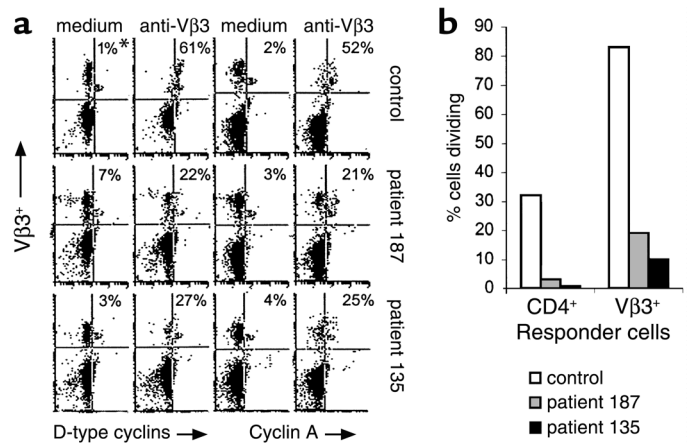 a
medium anti-Vβ3 medium anti-Vβ3
1%* 61% 2% 52%
control
7% 22% 3% 21%
patient 187
3% 27% 4% 25%
patient 135
Vβ3⁺ →
D-type cyclins → Cyclin A →
b
90
80
70
60
50
40
30
20
10
0
% cells dividing
CD4⁺ Vβ3⁺
Responder cells
control
patient 187
patient 135